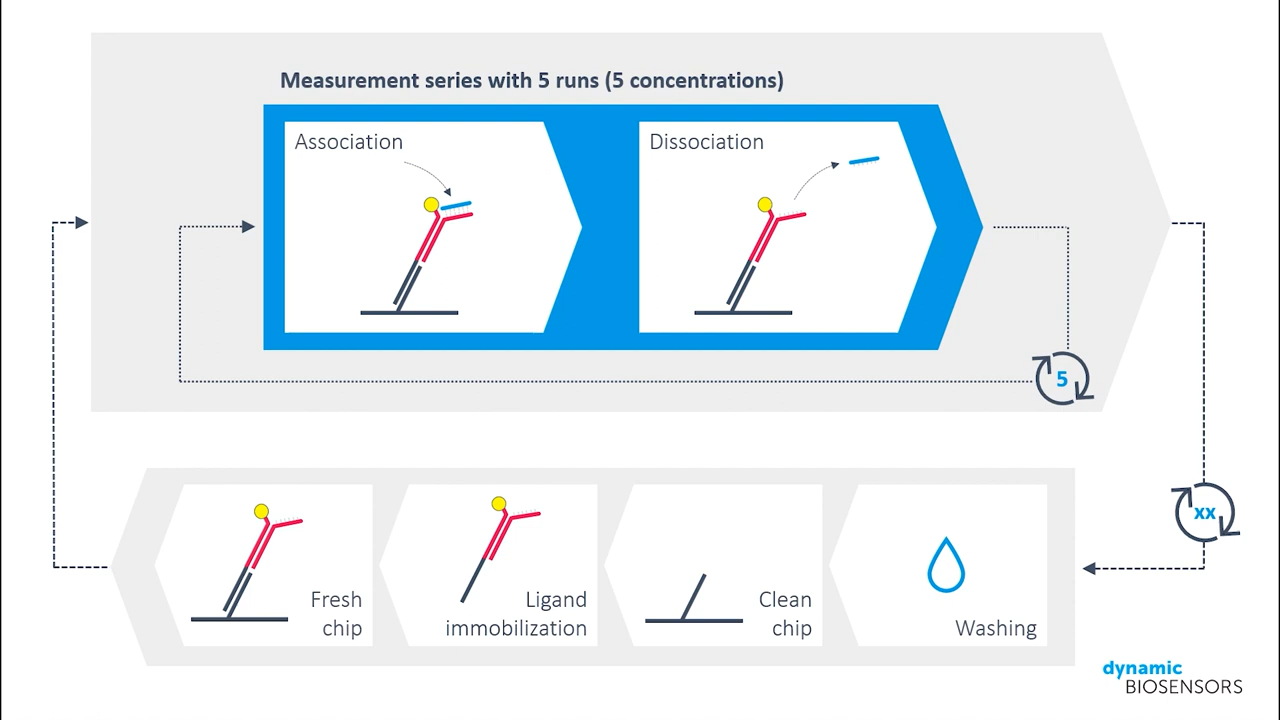 Measurement series with 5 runs (5 concentrations)
Association
Dissociation
5
xx
Fresh
chip
Ligand
immobilization
Clean
chip
Washing
dynamic
BIOSENSORS